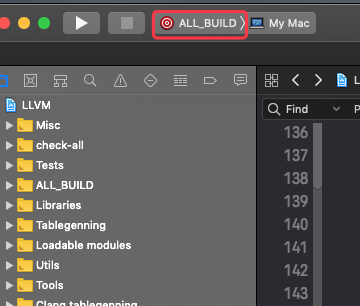 ALL_BUILD My Mac
LLVM
Misc
check-all
Tests
ALL_BUILD
Libraries
Tablegenning
Loadable modules
Utils
Tools
Clang tablegenning
L
Find
P
136
137
138
139
140
141
142
143